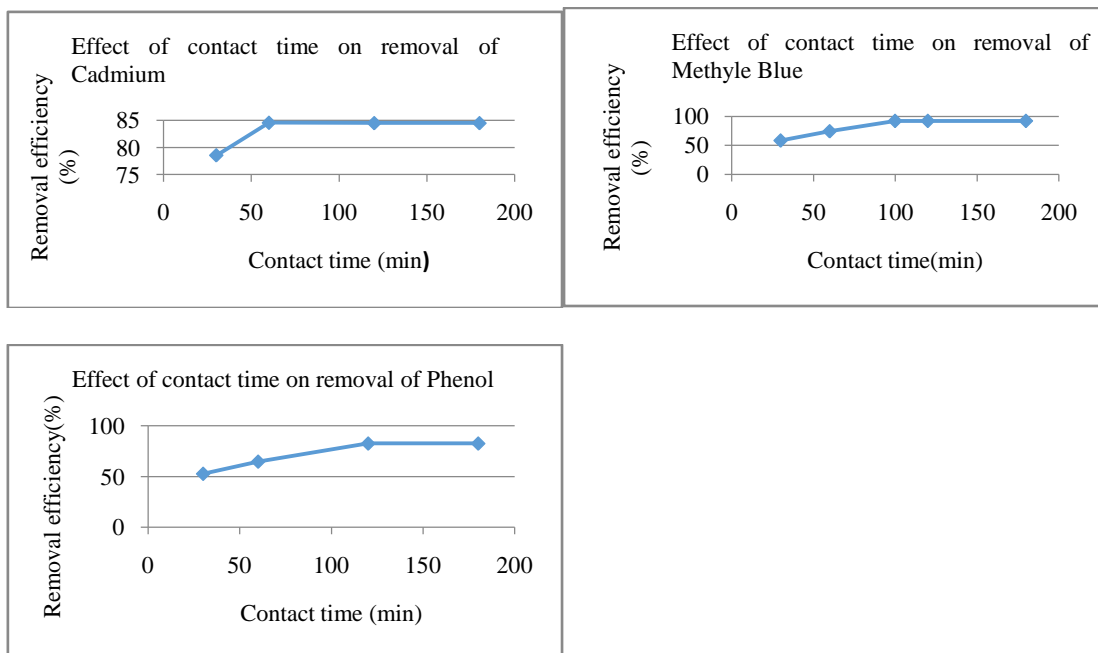 Effect of contact time on removal of
Cadmium
Removal efficiency
(%)
85
80
75
0 50 100 150 200
Contact time (min)
Effect of contact time on removal of
Methyle Blue
Removal efficiency
(%)
100
50
0
0 50 100 150 200
Contact time(min)
Effect of contact time on removal of Phenol
Removal efficiency(%)
100
50
0
0 50 100 150 200
Contact time (min)